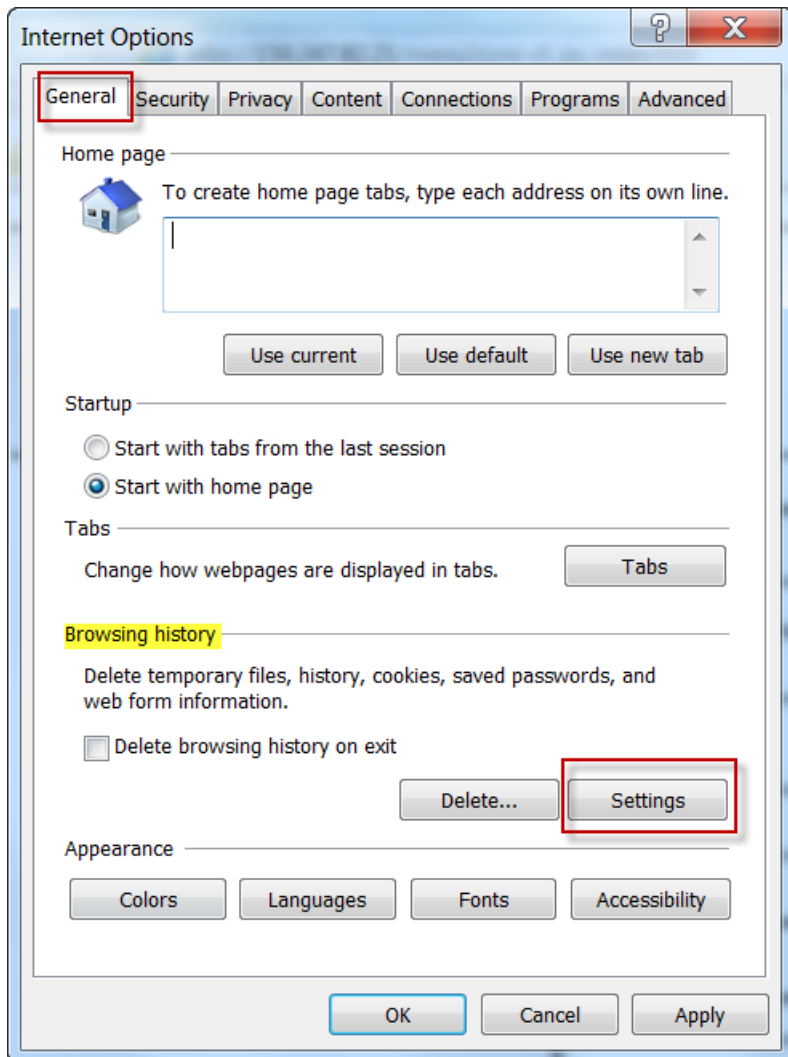 Internet Options
General Security Privacy Content Connections Programs Advanced
Home page
To create home page tabs, type each address on its own line.
Use current Use default Use new tab
Startup
Start with tabs from the last session
Start with home page
Tabs
Change how webpages are displayed in tabs.
Tabs
Browsing history
Delete temporary files, history, cookies, saved passwords, and
web form information.
Delete browsing history on exit
Delete... Settings
Appearance
Colors Languages Fonts Accessibility
OK Cancel Apply